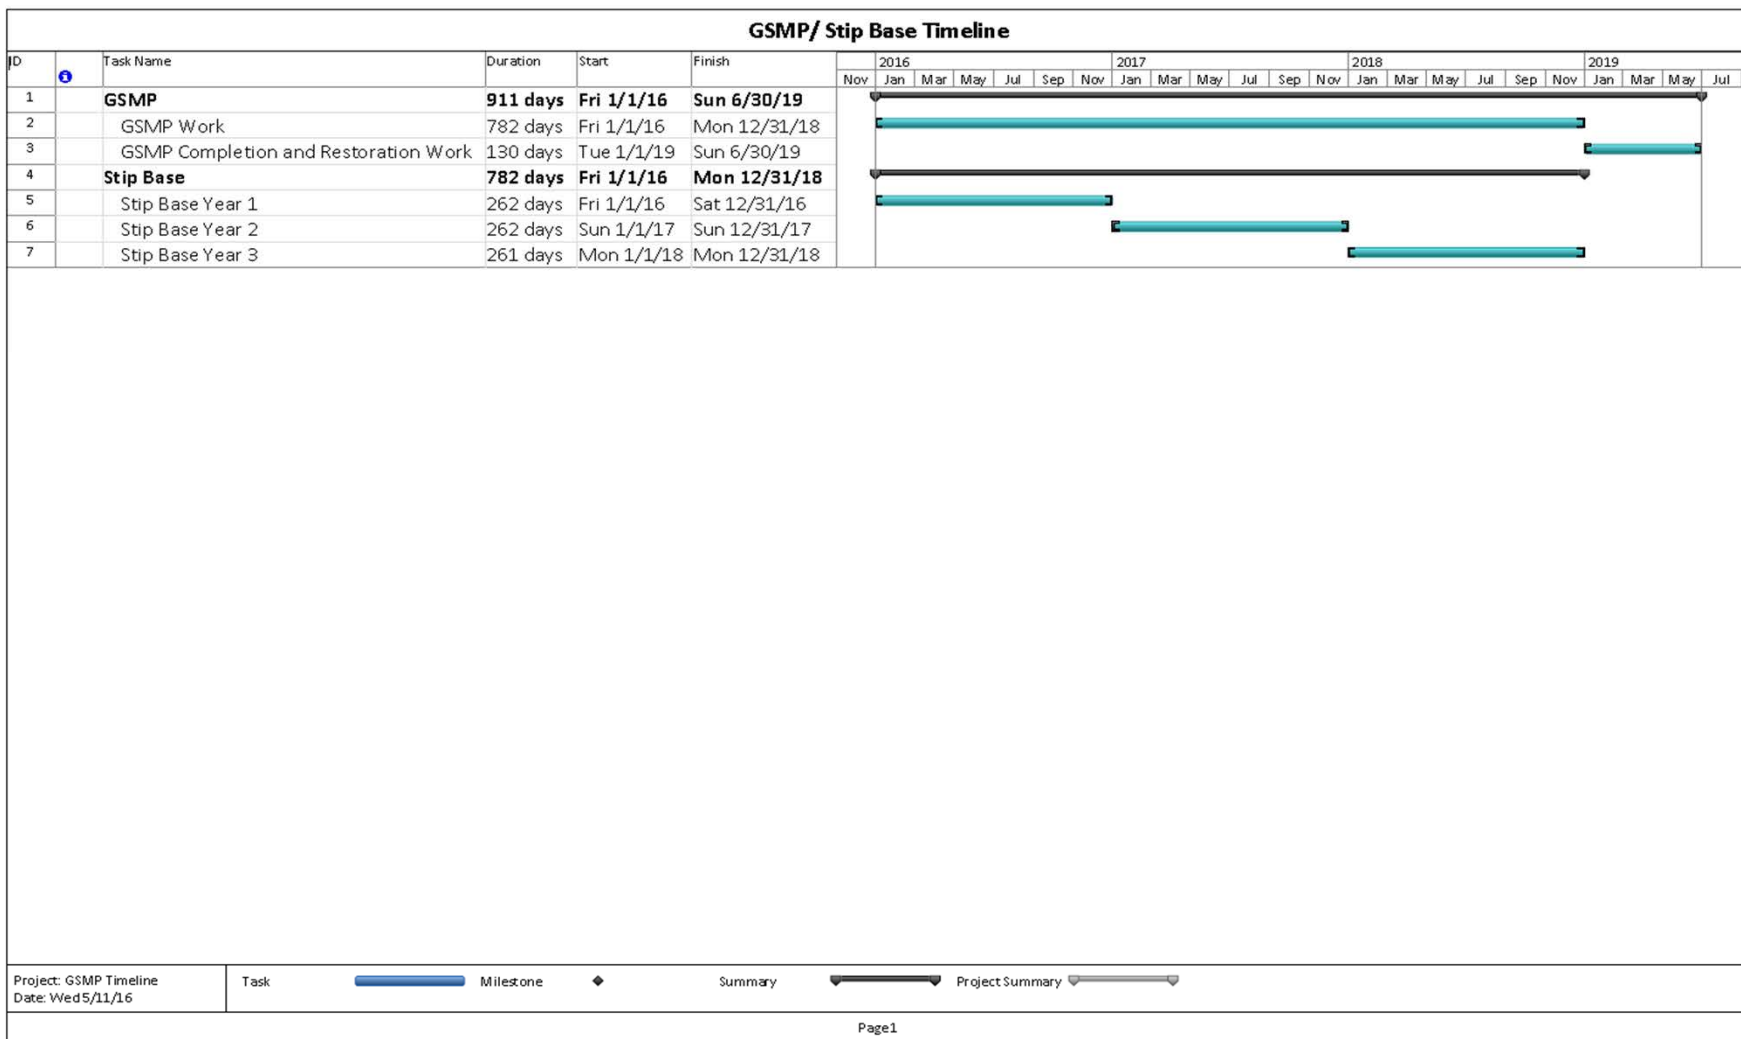 GSMP/ Stip Base Timeline
ID Task Name Duration Start Finish 2016 2017 2018 2019
Nov Jan Mar May Jul Sep Nov Jan Mar May Jul Sep Nov Jan Mar May Jul Sep Nov Jan Mar May Jul
1 GSMP 911 days Fri 1/1/16 Sun 6/30/19
2 GSMP Work 782 days Fri 1/1/16 Mon 12/31/18
3 GSMP Completion and Restoration Work 130 days Tue 1/1/19 Sun 6/30/19
4 Stip Base 782 days Fri 1/1/16 Mon 12/31/18
5 Stip Base Year 1 262 days Fri 1/1/16 Sat 12/31/16
6 Stip Base Year 2 262 days Sun 1/1/17 Sun 12/31/17
7 Stip Base Year 3 261 days Mon 1/1/18 Mon 12/31/18
Project: GSMP Timeline
Date: Wed 5/11/16
Task Milestone Summary Project Summary
Page1